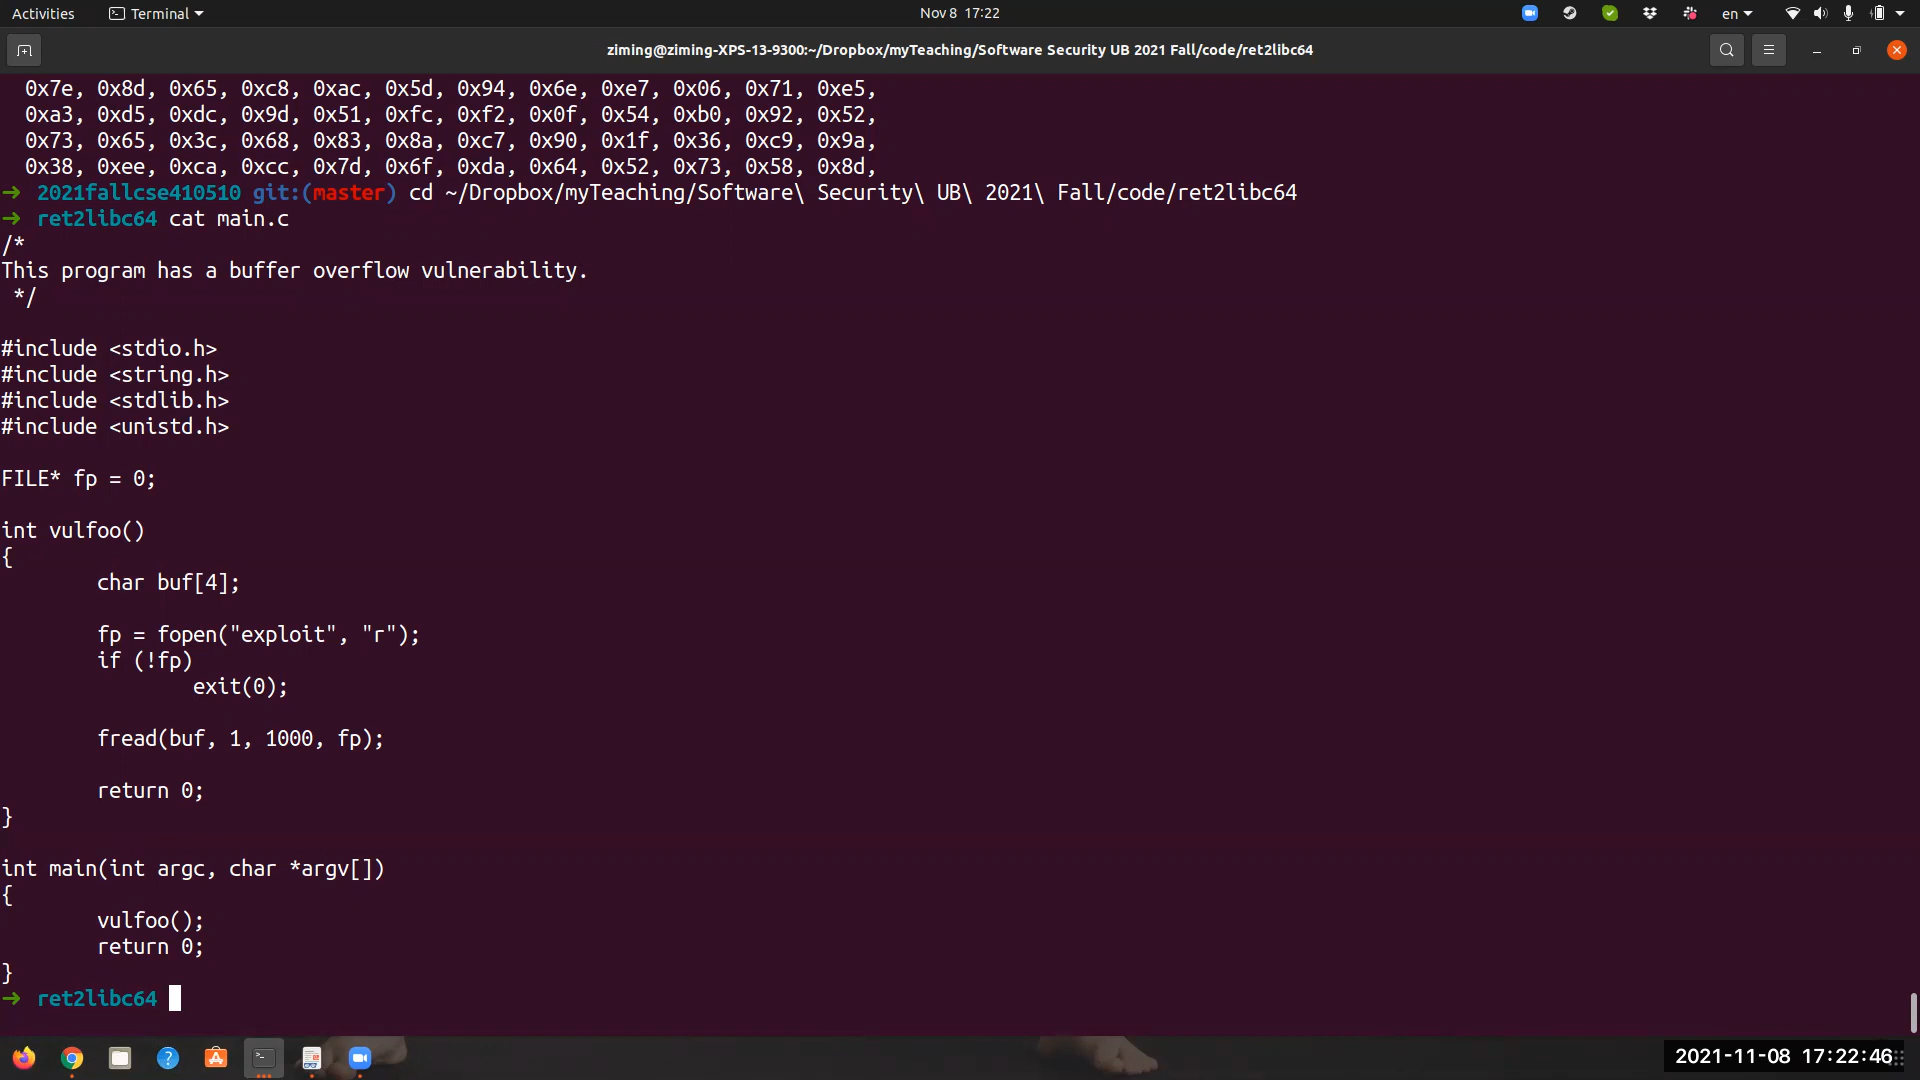 Activities Terminal Nov 8 17:22 en
ziming@ziming-XPS-13-9300:~/Dropbox/myTeaching/Software Security UB 2021 Fall/code/ret2libc64
0x7e, 0x8d, 0x65, 0xc8, 0xac, 0x5d, 0x94, 0x6e, 0xe7, 0x06, 0x71, 0xe5,
0xa3, 0xd5, 0xdc, 0x9d, 0x51, 0xfc, 0xf2, 0x0f, 0x54, 0xb0, 0x92, 0x52,
0x73, 0x65, 0x3c, 0x68, 0x83, 0x8a, 0xc7, 0x90, 0x1f, 0x36, 0xc9, 0x9a,
0x38, 0xee, 0xca, 0xcc, 0x7d, 0x6f, 0xda, 0x64, 0x52, 0x73, 0x58, 0x8d,
➜ 2021fallcse410510 git:(master) cd ~/Dropbox/myTeaching/Software\ Security\ UB\ 2021\ Fall/code/ret2libc64
➜ ret2libc64 cat main.c
/*
This program has a buffer overflow vulnerability.
*/
#include <stdio.h>
#include <string.h>
#include <stdlib.h>
#include <unistd.h>
FILE* fp = 0;
int vulfoo()
{
char buf[4];
fp = fopen("exploit", "r");
if (!fp)
exit(0);
fread(buf, 1, 1000, fp);
return 0;
}
int main(int argc, char *argv[])
{
vulfoo();
return 0;
}
➜ ret2libc64
2021-11-08 17:22:46